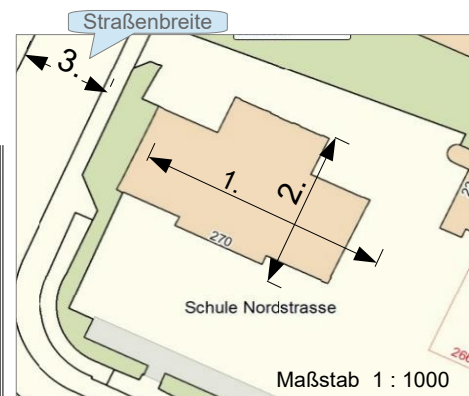 Straßenbreite
3.
1.
2.
270
Schule Nordstrasse
Maßstab 1 : 1000